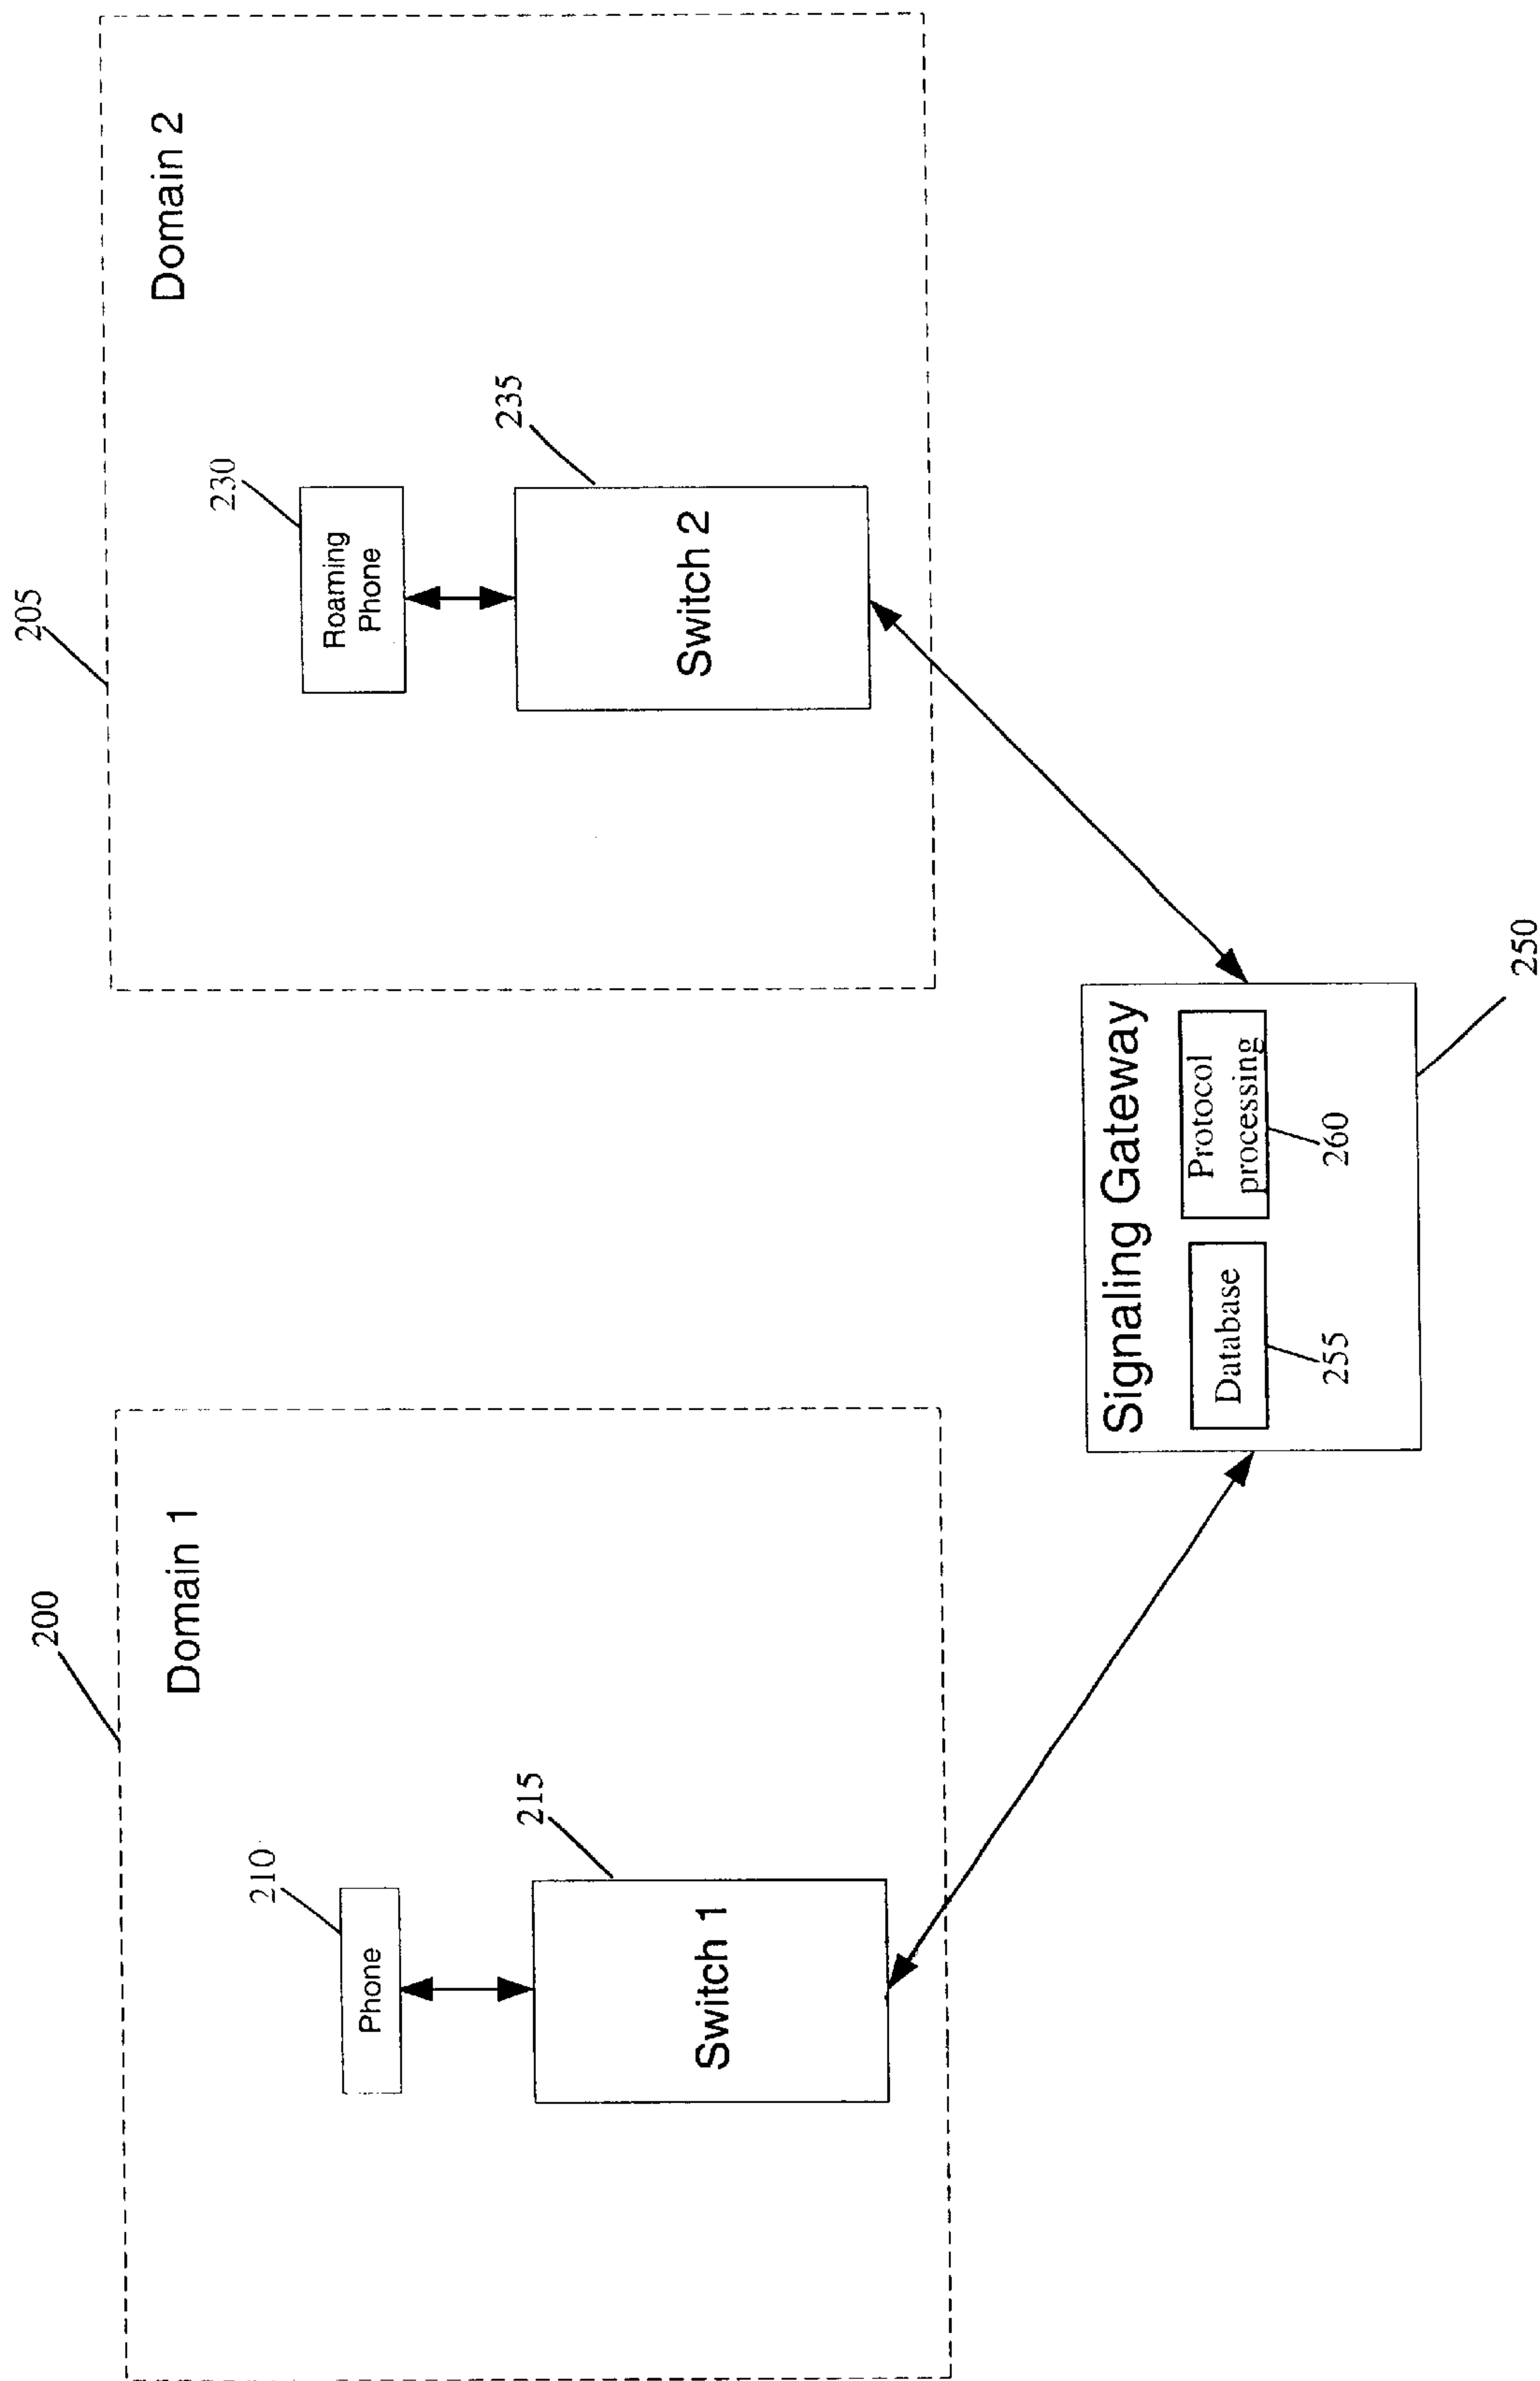 200
205
Domain 1
Domain 2
210
230
Phone
Roaming
Phone
215
235
Switch 1
Switch 2
Signaling Gateway
Database
Protocol
processing
255
260
250